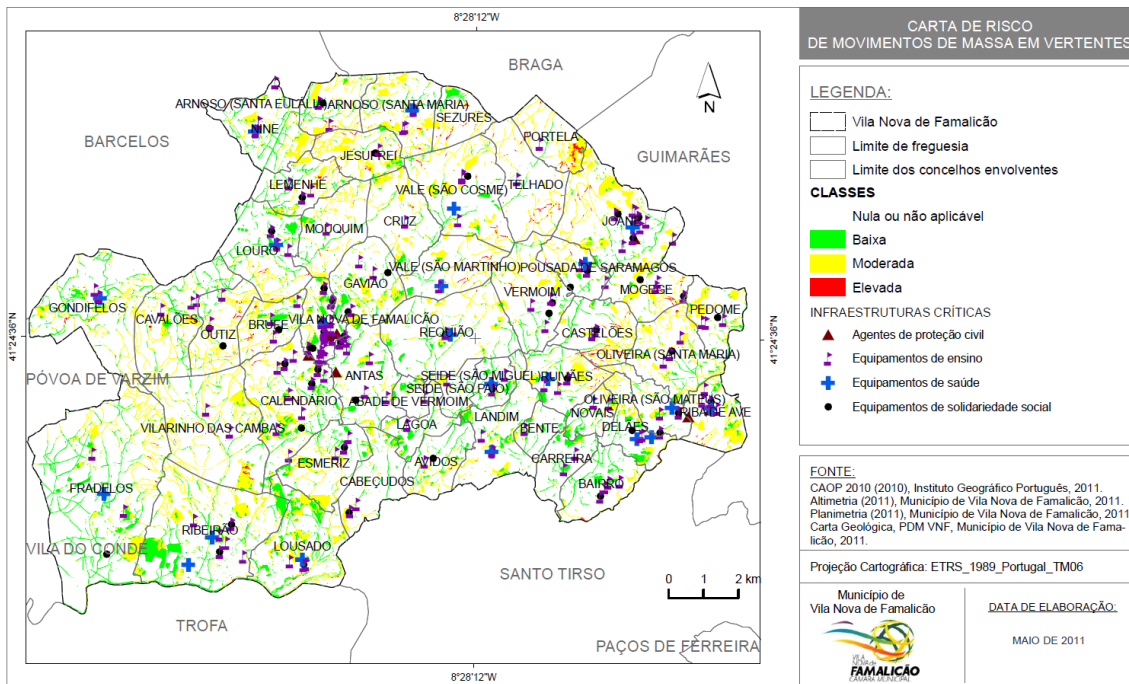 8°28'12"W
BRAGA
ARNOSO (SANTA EULÁLIA)
ARNOSO (SANTA MARIA)
SEZURES
NINE
BARCELOS
PORTELA
GUIMARÃES
JESUFREI
LEMENHE
VALE (SÃO COSME)
TELHADO
MOUQUIM
CRUZ
JOANE
LOURO
VALE (SÃO MARTINHO)
POUSADA DE SARAMAGOS
GAVIÃO
VERMOIM
MOGEGE
GONDIFELOS
CAVALÕES
OUTIZ
BRUFE
VILA NOVA DE FAMALICÃO
REQUIÃO
CASTELÕES
PEDOME
41°24'36"N
41°24'36"N
OLIVEIRA (SANTA MARIA)
PÓVOA DE VARZIM
ANTAS
SEIDE (SÃO MIGUEL)
RUIVÃES
SEIDE (SÃO PAIO)
CALENDÁRIO
ABADE DE VERMOIM
OLIVEIRA (SÃO MATEUS)
NOVAIS
RIBA DE AVE
LANDIM
VILARINHO DAS CAMBAS
LAGOA
BENTE
DELÃES
ESMERIZ
AVIDOS
CARREIRA
CABEÇUDOS
BAIRRO
FRADELOS
RIBEIRÃO
VILA DO CONDE
LOUSADO
SANTO TIRSO
TROFA
PAÇOS DE FERREIRA
N
0 1 2 km
8°28'12"W
CARTA DE RISCO
DE MOVIMENTOS DE MASSA EM VERTENTES
LEGENDA:
Vila Nova de Famalicão
Limite de freguesia
Limite dos concelhos envolventes
CLASSES
Nula ou não aplicável
Baixa
Moderada
Elevada
INFRAESTRUTURAS CRÍTICAS
Agentes de proteção civil
Equipamentos de ensino
Equipamentos de saúde
Equipamentos de solidariedade social
FONTE:
CAOP 2010 (2010), Instituto Geográfico Português, 2011.
Altimetria (2011), Município de Vila Nova de Famalicão, 2011.
Planimetria (2011), Município de Vila Nova de Famalicão, 2011
Carta Geológica, PDM VNF, Município de Vila Nova de Fama-
licão, 2011.
Projeção Cartográfica: ETRS_1989_Portugal_TM06
Município de
Vila Nova de Famalicão
VILA
NOVA de
FAMALICÃO
CÂMARA MUNICIPAL
DATA DE ELABORAÇÃO:
MAIO DE 2011